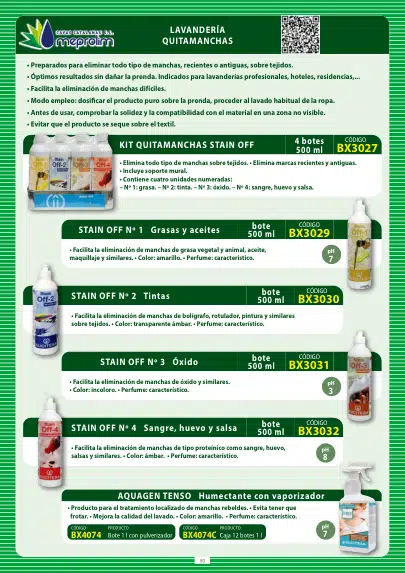 CUPAS CATALANAS S.L.
meprolim
LAVANDERÍA
QUITAMANCHAS
• Preparados para eliminar todo tipo de manchas, recientes o antiguas, sobre tejidos.
• Óptimos resultados sin dañar la prenda. Indicados para lavanderías profesionales, hoteles, residencias,...
• Facilita la eliminación de manchas difíciles.
• Modo empleo: dosificar el producto puro sobre la prenda, proceder al lavado habitual de la ropa.
• Antes de usar, comprobar la solidez y la compatibilidad con el material en una zona no visible.
• Evitar que el producto se seque sobre el textil.
KIT QUITAMANCHAS STAIN OFF
4 botes
500 ml
CÓDIGO
BX3027
• Elimina todo tipo de manchas sobre tejidos. • Elimina marcas recientes y antiguas.
• Incluye soporte mural.
• Contiene cuatro unidades numeradas:
– Nº 1: grasa. – Nº 2: tinta. – Nº 3: óxido. – Nº 4: sangre, huevo y salsa.
STAIN OFF Nº 1 Grasas y aceites
bote
500 ml
CÓDIGO
BX3029
• Facilita la eliminación de manchas de grasa vegetal y animal, aceite,
maquillaje y similares. • Color: amarillo. • Perfume: característico.
pH
7
STAIN OFF Nº 2 Tintas
bote
500 ml
CÓDIGO
BX3030
• Facilita la eliminación de manchas de bolígrafo, rotulador, pintura y similares
sobre tejidos. • Color: transparente ámbar. • Perfume: característico.
Off-2
STAIN OFF Nº 3 Óxido
bote
500 ml
CÓDIGO
BX3031
• Facilita la eliminación de manchas de óxido y similares.
• Color: incoloro. • Perfume: característico.
pH
3
Off-3
STAIN OFF Nº 4 Sangre, huevo y salsa
bote
500 ml
CÓDIGO
BX3032
• Facilita la eliminación de manchas de tipo proteínico como sangre, huevo,
salsas y similares. • Color: ámbar. • Perfume: característico.
pH
8
Off-4
AQUAGEN TENSO Humectante con vaporizador
• Producto para el tratamiento localizado de manchas rebeldes. • Evita tener que
frotar. • Mejora la calidad del lavado. • Color: amarillo. • Perfume: característico.
CÓDIGO
BX4074
PRODUCTO
Bote 1 l con pulverizador
CÓDIGO
BX4074C
PRODUCTO
Caja 12 botes 1 l
pH
7